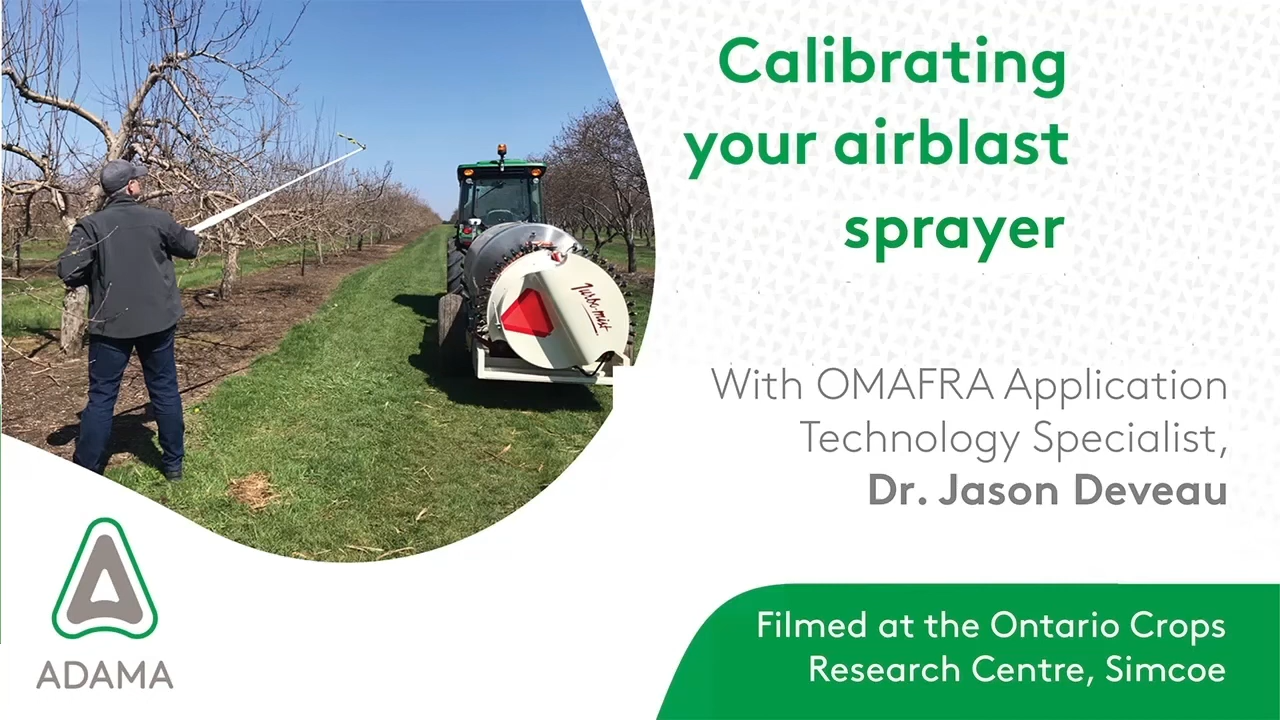 Calibrating
your airblast
sprayer
With OMAFRA Application
Technology Specialist,
Dr. Jason Deveau
Turbo-mist
ADAMA
Filmed at the Ontario Crops
Research Centre, Simcoe